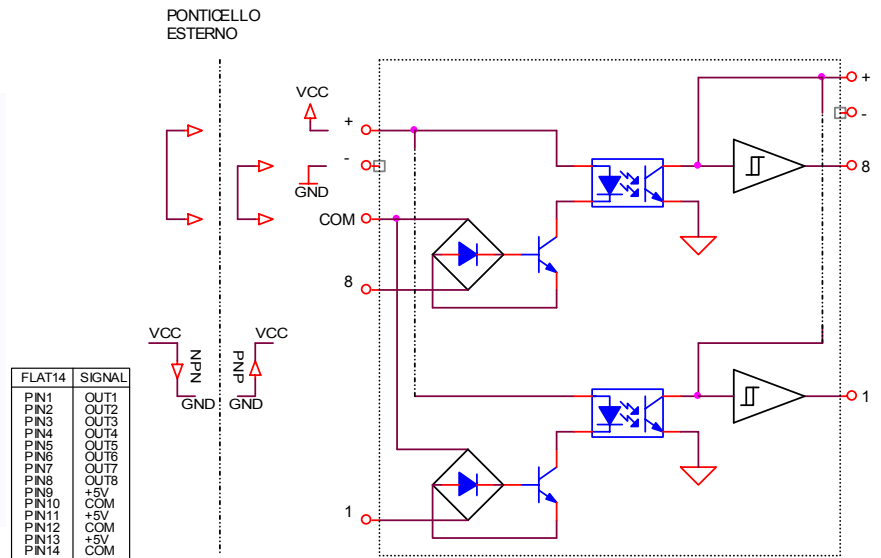 PONTICELLO
ESTERNO
VCC
+
-
GND
COM
8
1
+
-
8
1
VCC
NPN
GND
VCC
PNP
GND
FLAT14 SIGNAL
PIN1 OUT1
PIN2 OUT2
PIN3 OUT3
PIN4 OUT4
PIN5 OUT5
PIN6 OUT6
PIN7 OUT7
PIN8 OUT8
PIN9 +5V
PIN10 COM
PIN11 +5V
PIN12 COM
PIN13 +5V
PIN14 COM